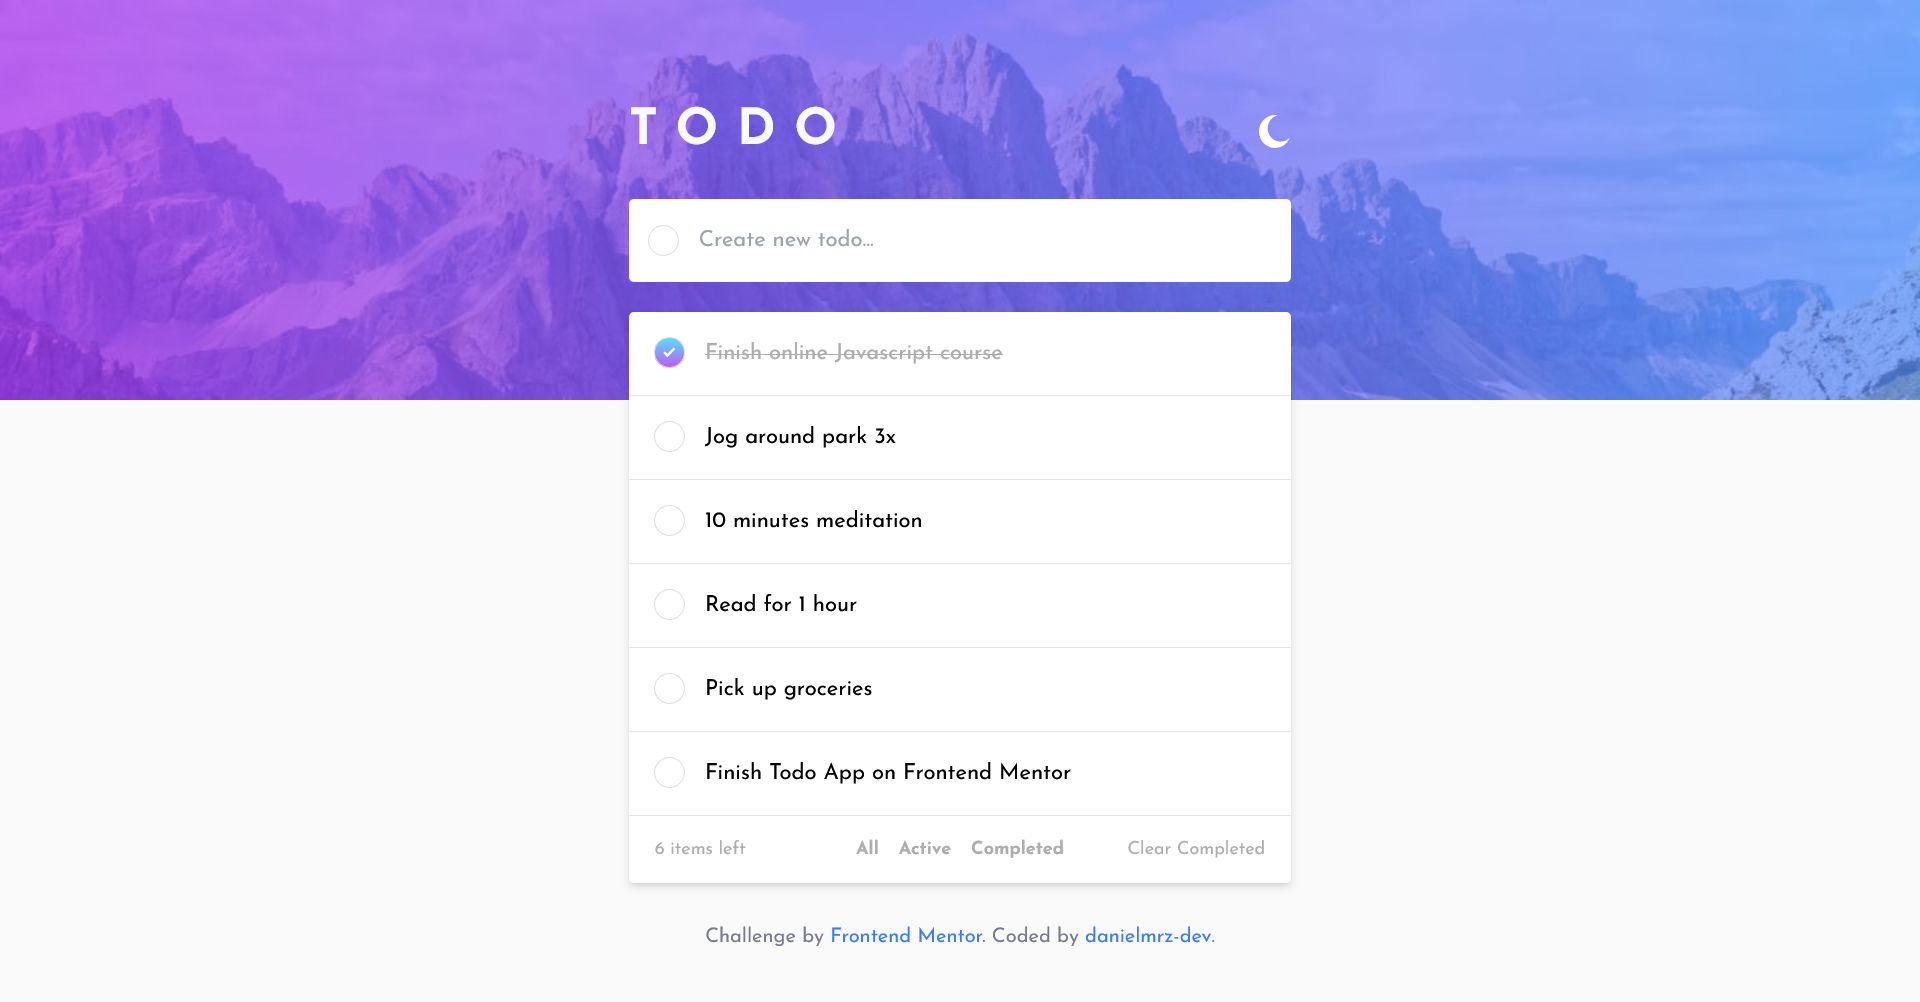 TODO
Create new todo...
Finish online Javascript course
Jog around park 3x
10 minutes meditation
Read for 1 hour
Pick up groceries
Finish Todo App on Frontend Mentor
6 items left All Active Completed Clear Completed
Challenge by Frontend Mentor. Coded by danielmrz-dev.